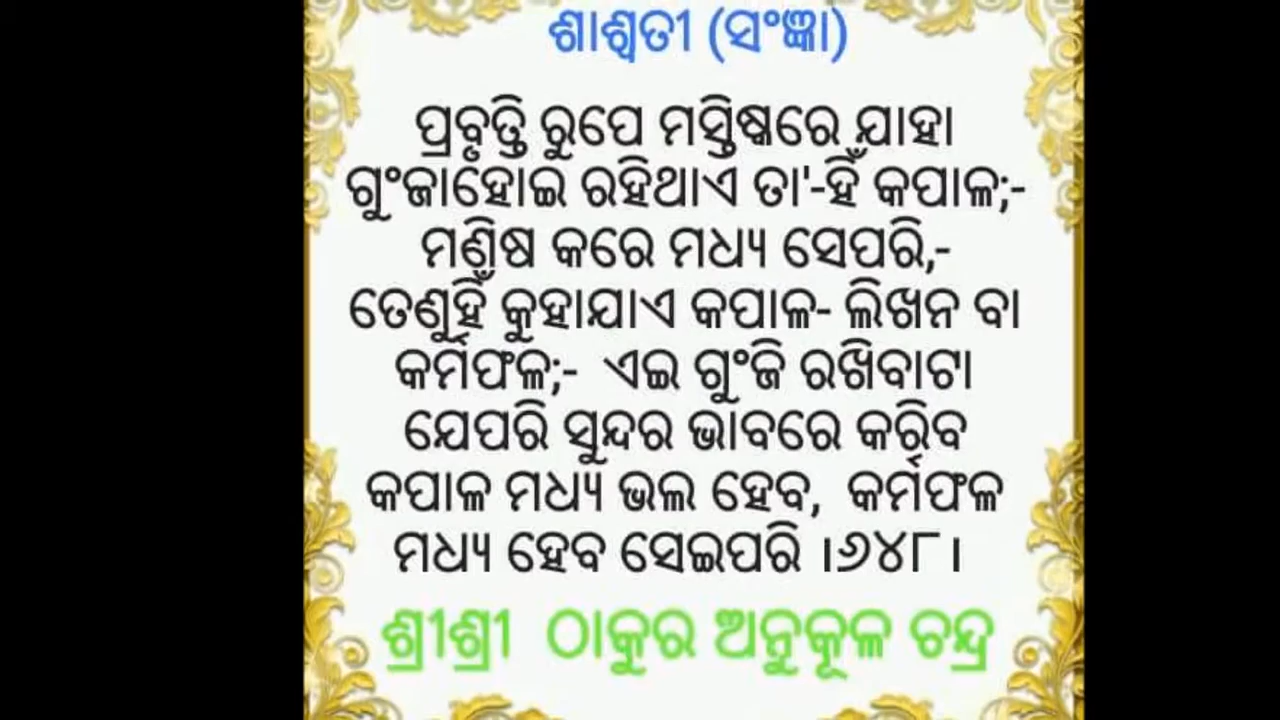 ଶାଶ୍ୱତୀ (ସଂଜ୍ଞା)
ପ୍ରବୃତ୍ତି ରୁପେ ମସ୍ତିଷ୍କରେ ଯାହା
ଗୁଂଜାହୋଇ ରହିଥାଏ ତା'-ହିଁ କପାଳ;-
ମଣିଷ କରେ ମଧ୍ୟ ସେପରି,-
ତେଣୁହିଁ କୁହାଯାଏ କପାଳ- ଲିଖନ ବା
କର୍ମଫଳ;- ଏଇ ଗୁଂଜି ରଖିବାଟା
ଯେପରି ସୁନ୍ଦର ଭାବରେ କରିବ
କପାଳ ମଧ୍ୟ ଭଲ ହେବ, କର୍ମଫଳ
ମଧ୍ୟ ହେବ ସେଇପରି ।୬୪୮।
ଶ୍ରୀଶ୍ରୀ ଠାକୁର ଅନୁକୂଳ ଚନ୍ଦ୍ର